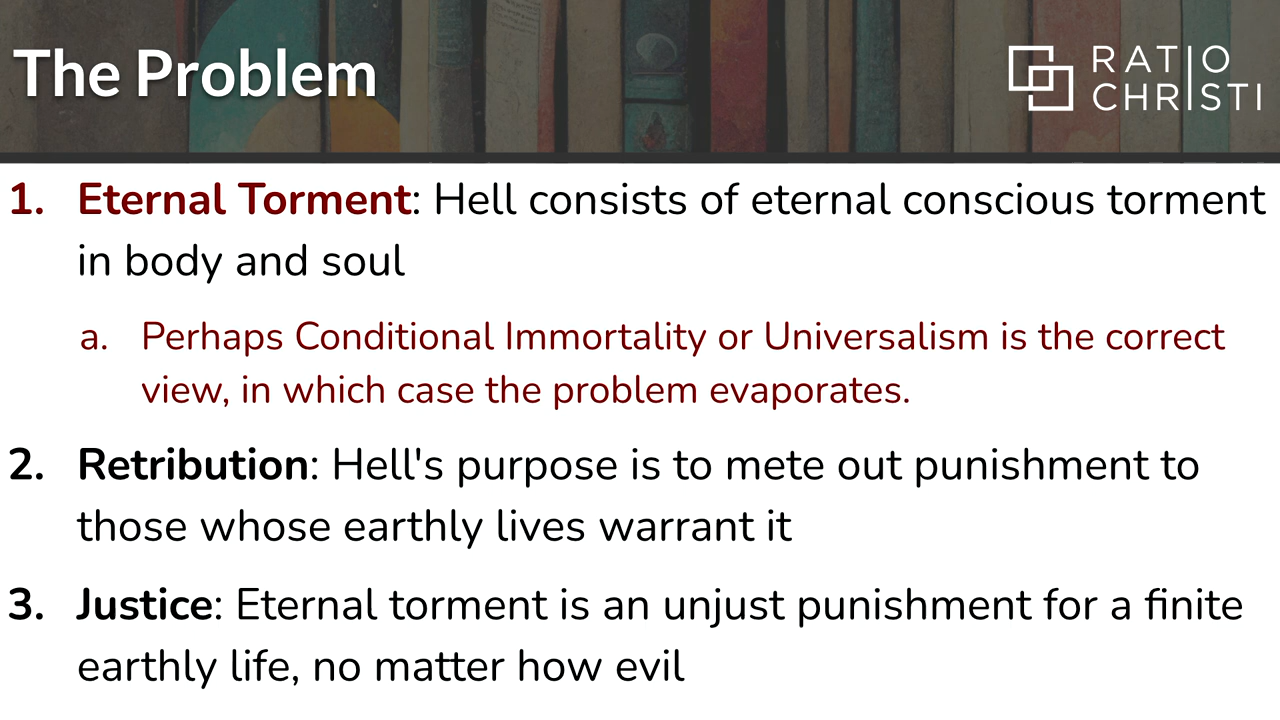 The Problem
RATIO
CHRISTI
1. Eternal Torment: Hell consists of eternal conscious torment
in body and soul
a. Perhaps Conditional Immortality or Universalism is the correct
view, in which case the problem evaporates.
2. Retribution: Hell's purpose is to mete out punishment to
those whose earthly lives warrant it
3. Justice: Eternal torment is an unjust punishment for a finite
earthly life, no matter how evil